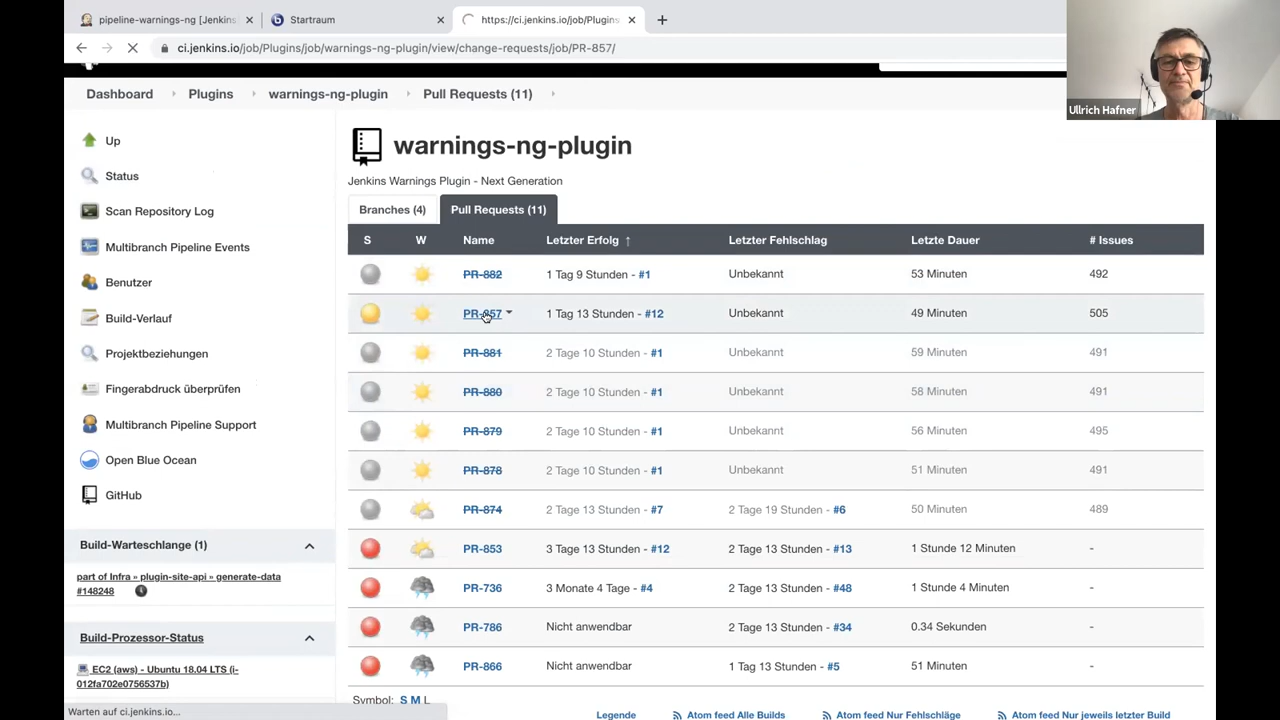 pipeline-warnings-ng [Jenkins
Startraum
https://ci.jenkins.io/job/Plugins
ci.jenkins.io/job/Plugins/job/warnings-ng-plugin/view/change-requests/job/PR-857/
Ullrich Hafner
Dashboard Plugins warnings-ng-plugin Pull Requests (11)
Up
Status
Scan Repository Log
Multibranch Pipeline Events
Benutzer
Build-Verlauf
Projektbeziehungen
Fingerabdruck überprüfen
Multibranch Pipeline Support
Open Blue Ocean
GitHub
Build-Warteschlange (1)
part of Infra » plugin-site-api » generate-data
#148248
Build-Prozessor-Status
EC2 (aws) - Ubuntu 18.04 LTS (i-
012fa702e0756537b)
Warten auf ci.jenkins.io...
warnings-ng-plugin
Jenkins Warnings Plugin - Next Generation
Branches (4) Pull Requests (11)
S W Name Letzter Erfolg ↑ Letzter Fehlschlag Letzte Dauer # Issues
PR-882 1 Tag 9 Stunden - #1 Unbekannt 53 Minuten 492
PR-857 1 Tag 13 Stunden - #12 Unbekannt 49 Minuten 505
PR-881 2 Tage 10 Stunden - #1 Unbekannt 59 Minuten 491
PR-880 2 Tage 10 Stunden - #1 Unbekannt 58 Minuten 491
PR-879 2 Tage 10 Stunden - #1 Unbekannt 56 Minuten 495
PR-878 2 Tage 10 Stunden - #1 Unbekannt 51 Minuten 491
PR-874 2 Tage 13 Stunden - #7 2 Tage 19 Stunden - #6 50 Minuten 489
PR-853 3 Tage 13 Stunden - #12 2 Tage 13 Stunden - #13 1 Stunde 12 Minuten -
PR-736 3 Monate 4 Tage - #4 2 Tage 13 Stunden - #48 1 Stunde 4 Minuten -
PR-786 Nicht anwendbar 2 Tage 13 Stunden - #34 0.34 Sekunden -
PR-866 Nicht anwendbar 1 Tag 13 Stunden - #5 51 Minuten -
Symbol: S M L
Legende Atom feed Alle Builds Atom feed Nur Fehlschläge Atom feed Nur jeweils letzter Build